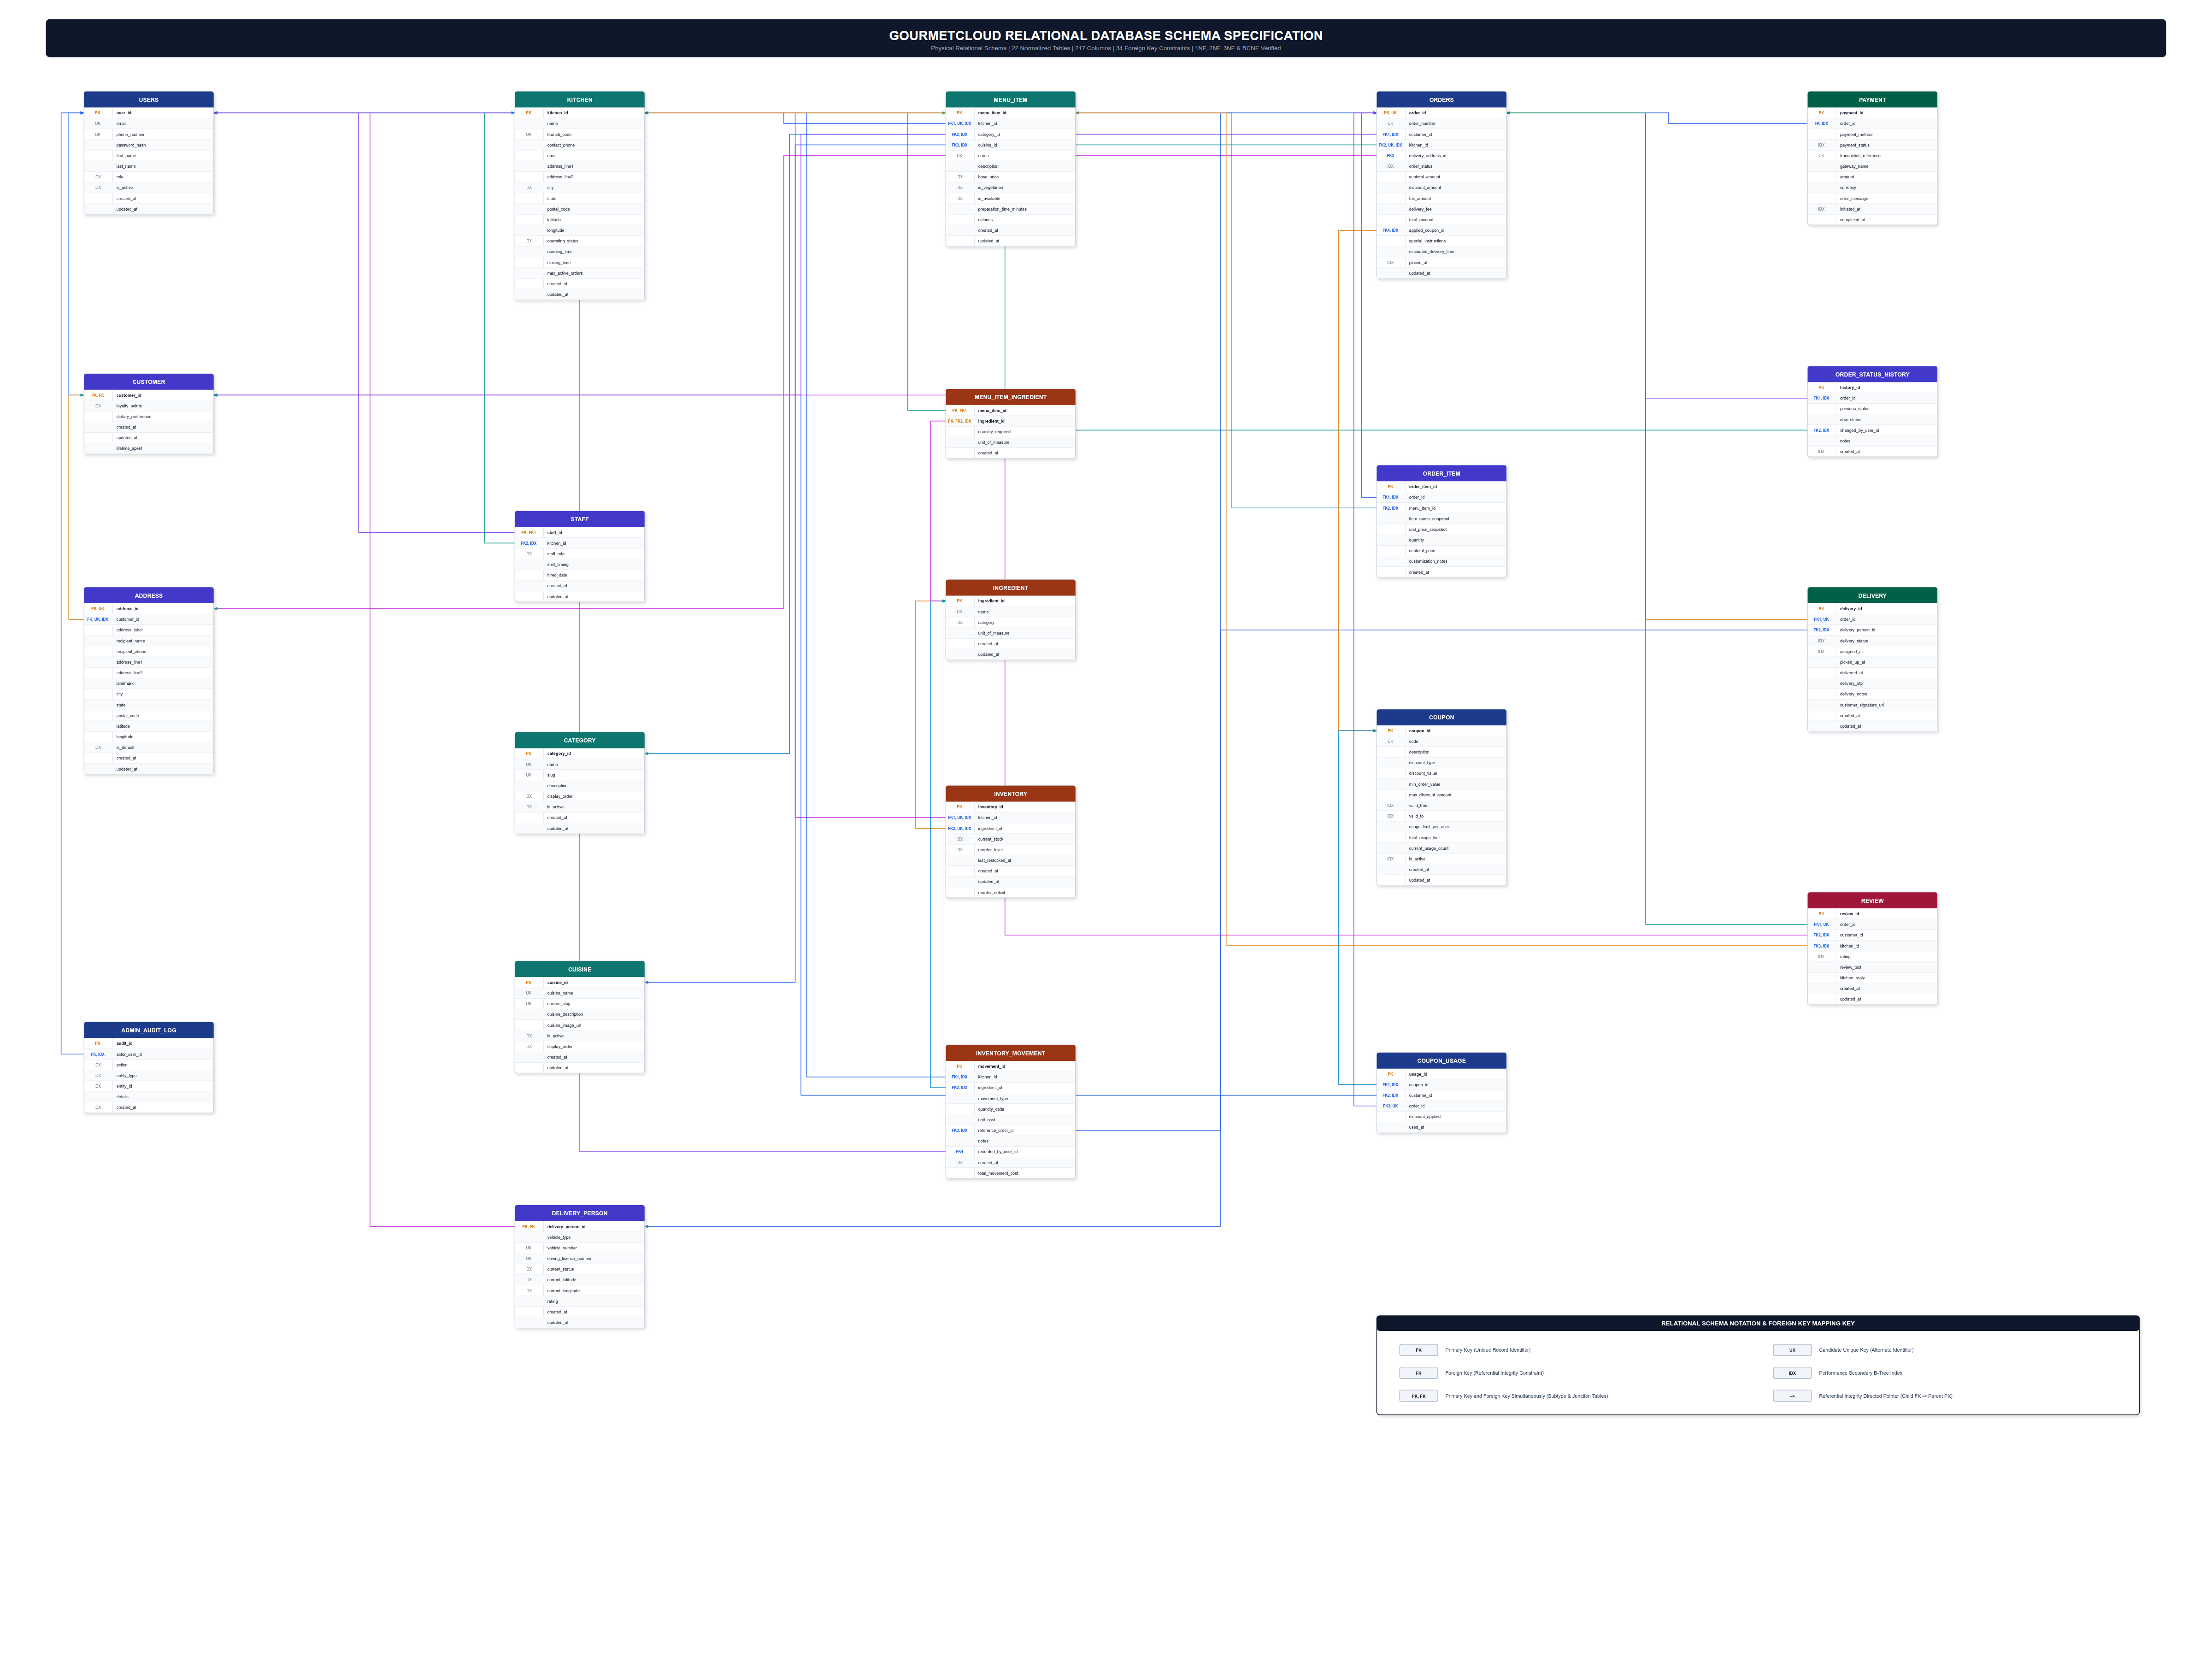 GOURMETCLOUD RELATIONAL DATABASE SCHEMA SPECIFICATION
Physical Relational Schema | 22 Normalized Tables | 217 Columns | 34 Foreign Key Constraints | 1NF, 2NF, 3NF & BCNF Verified
USERS
PK user_id
UK email
UK phone_number
password_hash
first_name
last_name
IDX role
IDX is_active
created_at
updated_at
CUSTOMER
PK, FK customer_id
IDX loyalty_points
dietary_preference
created_at
updated_at
lifetime_spent
ADDRESS
PK, UK address_id
FK, UK, IDX customer_id
address_label
recipient_name
recipient_phone
address_line1
address_line2
landmark
city
state
postal_code
latitude
longitude
IDX is_default
created_at
updated_at
ADMIN_AUDIT_LOG
PK audit_id
FK, IDX actor_user_id
IDX action
IDX entity_type
IDX entity_id
details
IDX created_at
KITCHEN
PK kitchen_id
name
UK branch_code
contact_phone
email
address_line1
address_line2
IDX city
state
postal_code
latitude
longitude
IDX operating_status
opening_time
closing_time
max_active_orders
created_at
updated_at
STAFF
PK, FK1 staff_id
FK2, IDX kitchen_id
IDX staff_role
shift_timing
hired_date
created_at
updated_at
CATEGORY
PK category_id
UK name
UK slug
description
IDX display_order
IDX is_active
created_at
updated_at
CUISINE
PK cuisine_id
UK cuisine_name
UK cuisine_slug
cuisine_description
cuisine_image_url
IDX is_active
IDX display_order
created_at
updated_at
DELIVERY_PERSON
PK, FK delivery_person_id
vehicle_type
UK vehicle_number
UK driving_license_number
IDX current_status
IDX current_latitude
IDX current_longitude
rating
created_at
updated_at
MENU_ITEM
PK menu_item_id
FK1, UK, IDX kitchen_id
FK2, IDX category_id
FK3, IDX cuisine_id
UK name
description
IDX base_price
IDX is_vegetarian
IDX is_available
preparation_time_minutes
calories
created_at
updated_at
MENU_ITEM_INGREDIENT
PK, FK1 menu_item_id
PK, FK2, IDX ingredient_id
quantity_required
unit_of_measure
created_at
INGREDIENT
PK ingredient_id
UK name
IDX category
unit_of_measure
created_at
updated_at
INVENTORY
PK inventory_id
FK1, UK, IDX kitchen_id
FK2, UK, IDX ingredient_id
IDX current_stock
IDX reorder_level
last_restocked_at
created_at
updated_at
reorder_deficit
INVENTORY_MOVEMENT
PK movement_id
FK1, IDX kitchen_id
FK2, IDX ingredient_id
movement_type
quantity_delta
unit_cost
FK3, IDX reference_order_id
notes
FK4 recorded_by_user_id
IDX created_at
total_movement_cost
ORDERS
PK, UK order_id
UK order_number
FK1, IDX customer_id
FK2, UK, IDX kitchen_id
FK3 delivery_address_id
IDX order_status
subtotal_amount
discount_amount
tax_amount
delivery_fee
total_amount
FK4, IDX applied_coupon_id
special_instructions
estimated_delivery_time
IDX placed_at
updated_at
ORDER_ITEM
PK order_item_id
FK1, IDX order_id
FK2, IDX menu_item_id
item_name_snapshot
unit_price_snapshot
quantity
subtotal_price
customization_notes
created_at
COUPON
PK coupon_id
UK code
description
discount_type
discount_value
min_order_value
max_discount_amount
IDX valid_from
IDX valid_to
usage_limit_per_user
total_usage_limit
current_usage_count
IDX is_active
created_at
updated_at
COUPON_USAGE
PK usage_id
FK1, IDX coupon_id
FK2, IDX customer_id
FK3, UK order_id
discount_applied
used_at
PAYMENT
PK payment_id
FK, IDX order_id
payment_method
IDX payment_status
UK transaction_reference
gateway_name
amount
currency
error_message
IDX initiated_at
completed_at
ORDER_STATUS_HISTORY
PK history_id
FK1, IDX order_id
previous_status
new_status
FK2, IDX changed_by_user_id
notes
IDX created_at
DELIVERY
PK delivery_id
FK1, UK order_id
FK2, IDX delivery_person_id
IDX delivery_status
IDX assigned_at
picked_up_at
delivered_at
delivery_otp
delivery_notes
customer_signature_url
created_at
updated_at
REVIEW
PK review_id
FK1, UK order_id
FK2, IDX customer_id
FK3, IDX kitchen_id
IDX rating
review_text
kitchen_reply
created_at
updated_at
RELATIONAL SCHEMA NOTATION & FOREIGN KEY MAPPING KEY
PK Primary Key (Unique Record Identifier)
UK Candidate Unique Key (Alternate Identifier)
FK Foreign Key (Referential Integrity Constraint)
IDX Performance Secondary B-Tree Index
PK, FK Primary Key and Foreign Key Simultaneously (Subtype & Junction Tables)
--> Referential Integrity Directed Pointer (Child FK -> Parent PK)